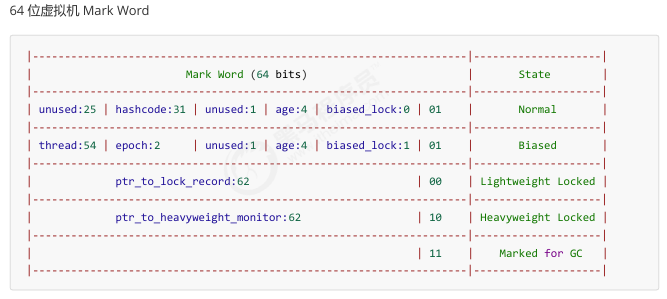 64 位虚拟机 Mark Word
|--------------------------------------------------------------------|--------------------|
| Mark Word (64 bits) | State |
|--------------------------------------------------------------------|--------------------|
| unused:25 | hashcode:31 | unused:1 | age:4 | biased_lock:0 | 01 | Normal |
|--------------------------------------------------------------------|--------------------|
| thread:54 | epoch:2 | unused:1 | age:4 | biased_lock:1 | 01 | Biased |
|--------------------------------------------------------------------|--------------------|
| ptr_to_lock_record:62 | 00 | Lightweight Locked |
|--------------------------------------------------------------------|--------------------|
| ptr_to_heavyweight_monitor:62 | 10 | Heavyweight Locked |
|--------------------------------------------------------------------|--------------------|
| | 11 | Marked for GC |
|--------------------------------------------------------------------|--------------------|